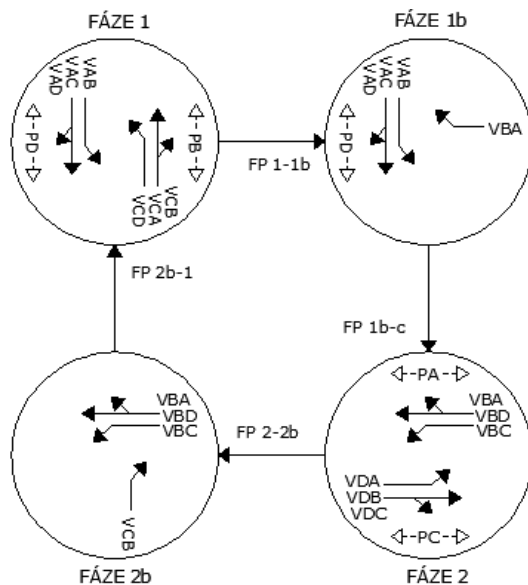 FÁZE 1
VAD
VAC
VAB
PD
PB
VCD
VCA
VCB
FP 1-1b
FÁZE 1b
VAD
VAC
VAB
PD
VBA
FP 2b-1
FP 1b-c
VBA
VBD
VBC
VCB
FÁZE 2b
FP 2-2b
PA
VBA
VBD
VBC
VDA
VDB
VDC
PC
FÁZE 2